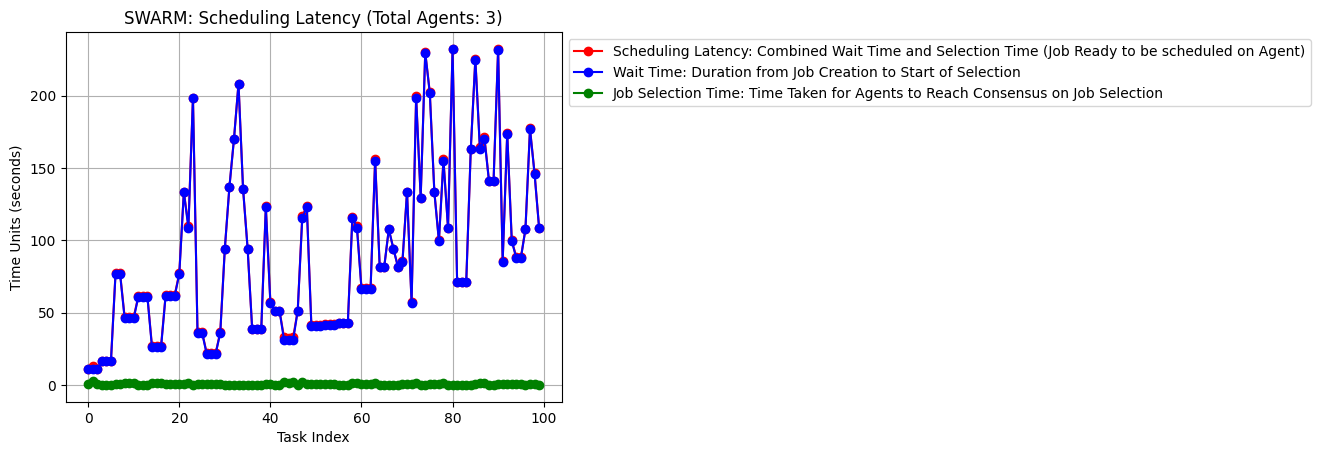 SWARM: Scheduling Latency (Total Agents: 3)
Scheduling Latency: Combined Wait Time and Selection Time (Job Ready to be scheduled on Agent)
Wait Time: Duration from Job Creation to Start of Selection
Job Selection Time: Time Taken for Agents to Reach Consensus on Job Selection
Time Units (seconds)
200
150
100
50
0
0 20 40 60 80 100
Task Index